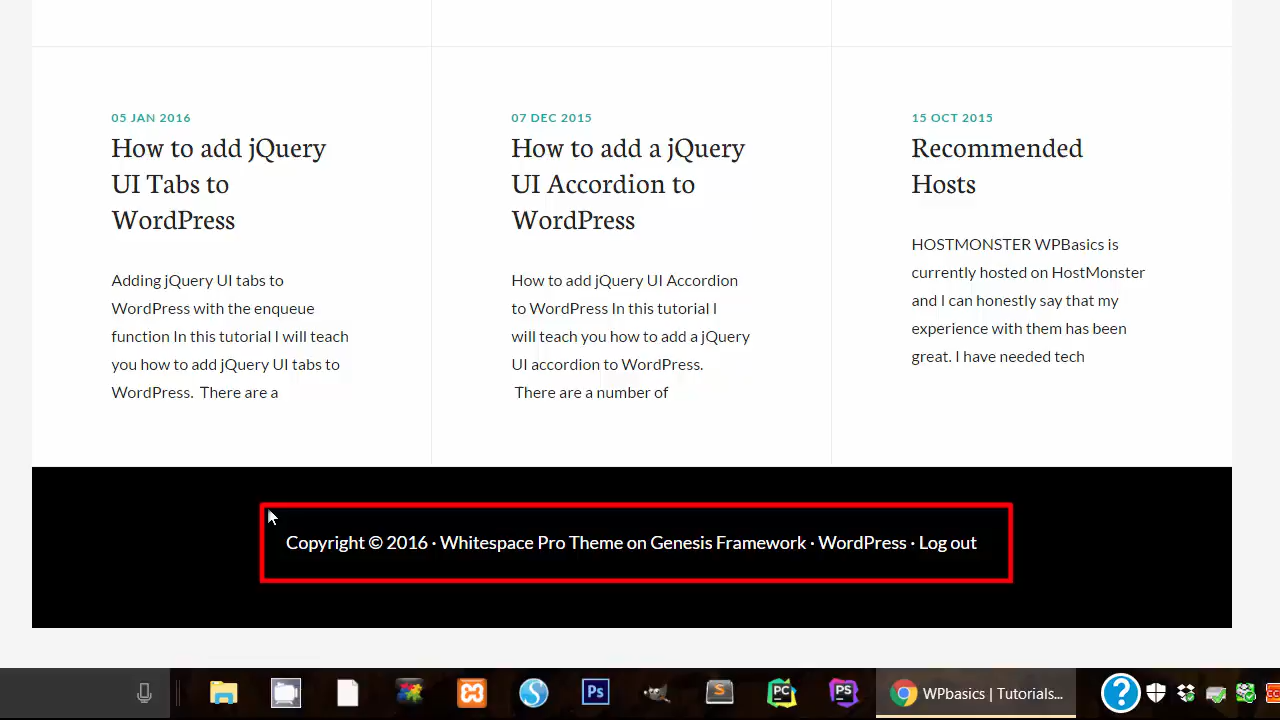 05 JAN 2016
How to add jQuery
UI Tabs to
WordPress
Adding jQuery UI tabs to
WordPress with the enqueue
function In this tutorial I will teach
you how to add jQuery UI tabs to
WordPress.  There are a
07 DEC 2015
How to add a jQuery
UI Accordion to
WordPress
How to add jQuery UI Accordion
to WordPress In this tutorial I
will teach you how to add a jQuery
UI accordion to WordPress.
There are a number of
15 OCT 2015
Recommended
Hosts
HOSTMONSTER WPBasics is
currently hosted on HostMonster
and I can honestly say that my
experience with them has been
great. I have needed tech
Copyright © 2016 · Whitespace Pro Theme on Genesis Framework · WordPress · Log out
Ps
S
PC
PS
WPbasics | Tutorials...
?